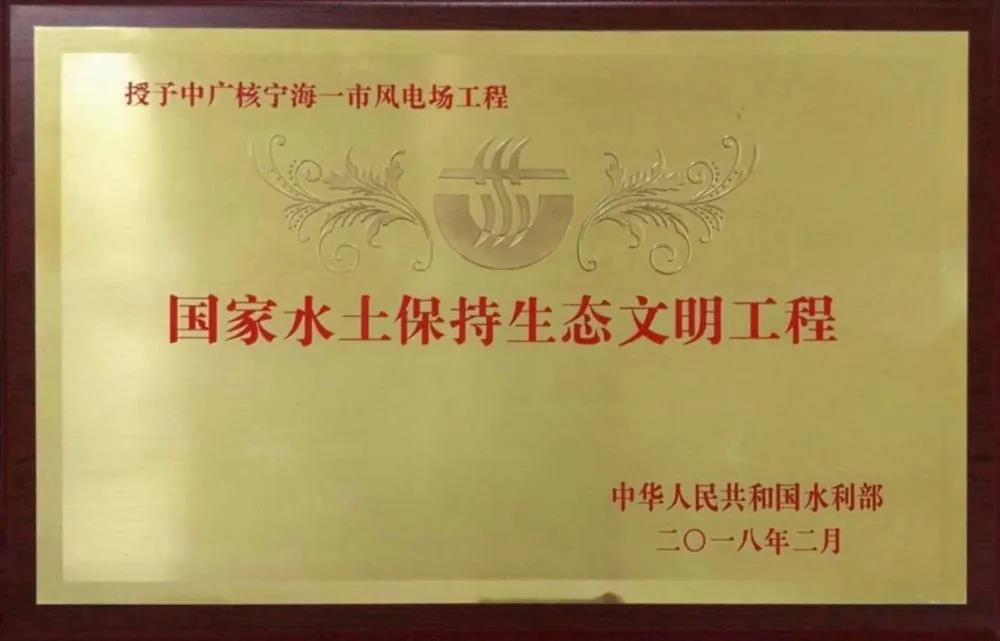 授予中广核宁海一市风电场工程
国家水土保持生态文明工程
中华人民共和国水利部
二〇一八年二月